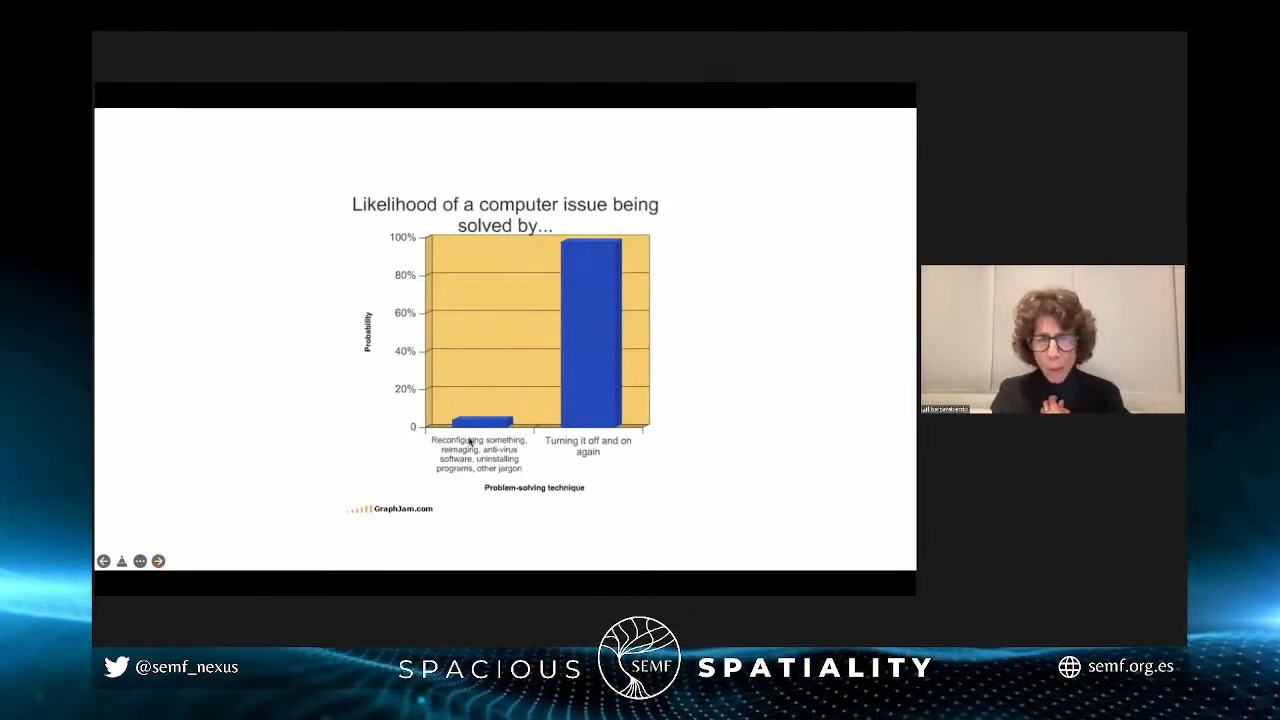 Likelihood of a computer issue being
solved by...
100%
80%
60%
40%
20%
0
Probability
Reconfiguring something,
reimaging, anti-virus
software, uninstalling
programs, other jargon
Turning it off and on
again
Problem-solving technique
GraphJam.com
barbaratversky
@semf_nexus
SPACIOUS
SEMF
SPATIALITY
semf.org.es